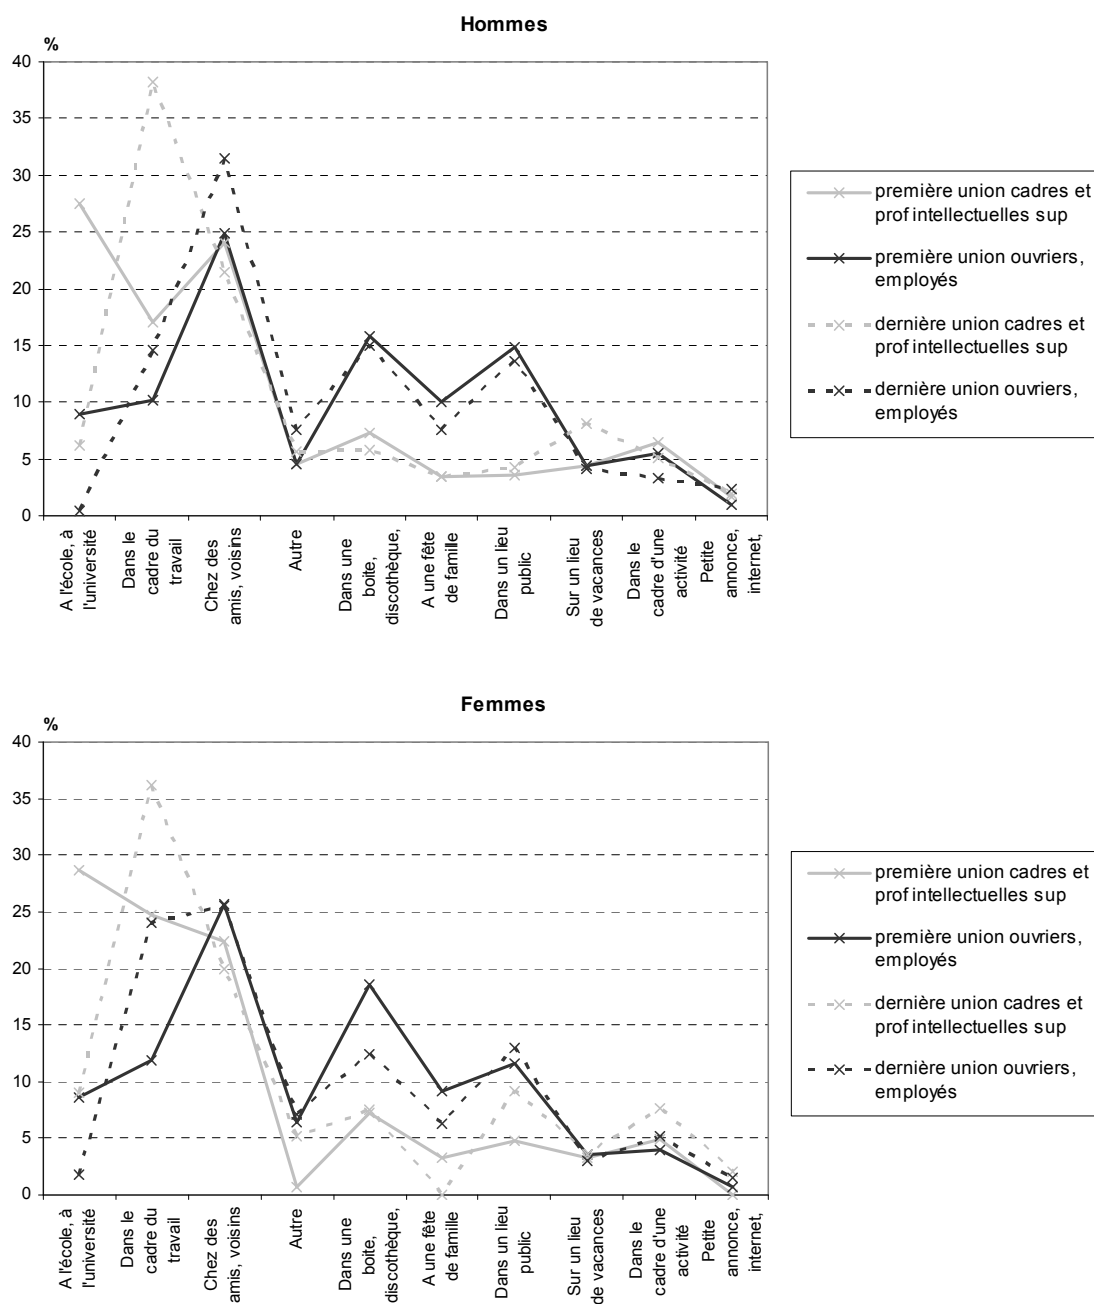 Hommes
%
40
35
30
25
20
15
10
5
0
A l'école, à
l'université
Dans le
cadre du
travail
Chez des
amis, voisins
Autre
Dans une
boite,
discothèque,
A une fête
de famille
Dans un lieu
public
Sur un lieu
de vacances
Dans le
cadre d'une
activité
Petite
annonce,
internet,
première union cadres et
prof intellectuelles sup
première union ouvriers,
employés
dernière union cadres et
prof intellectuelles sup
dernière union ouvriers,
employés
Femmes
%
40
35
30
25
20
15
10
5
0
A l'école, à
l'université
Dans le
cadre du
travail
Chez des
amis, voisins
Autre
Dans une
boite,
discothèque,
A une fête
de famille
Dans un lieu
public
Sur un lieu
de vacances
Dans le
cadre d'une
activité
Petite
annonce,
internet,
première union cadres et
prof intellectuelles sup
première union ouvriers,
employés
dernière union cadres et
prof intellectuelles sup
dernière union ouvriers,
employés